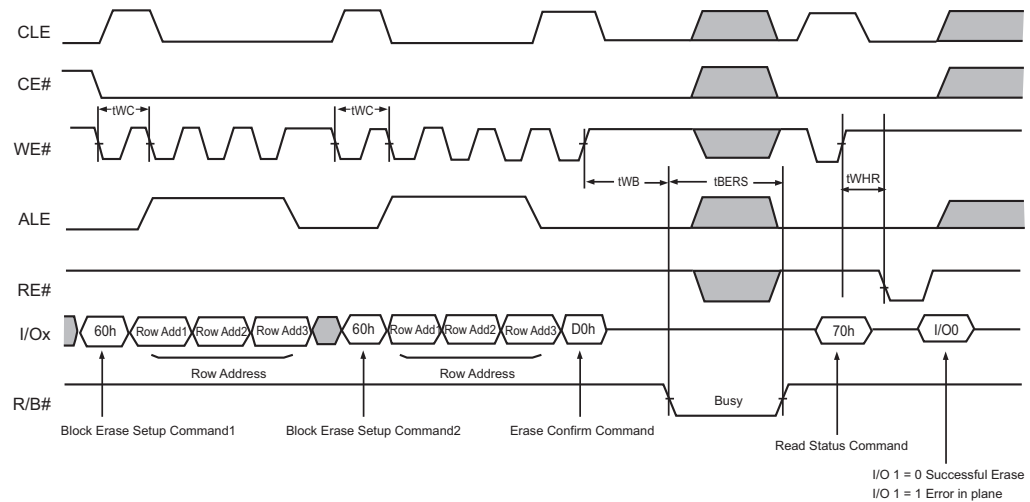 CLE
CE#
tWC
tWC
WE#
tWB
tBERS
tWHR
ALE
RE#
I/Ox
60h
Row Add1
Row Add2
Row Add3
60h
Row Add1
Row Add2
Row Add3
D0h
70h
I/O0
Row Address
Row Address
R/B#
Busy
Block Erase Setup Command1
Block Erase Setup Command2
Erase Confirm Command
Read Status Command
I/O 1 = 0 Successful Erase
I/O 1 = 1 Error in plane